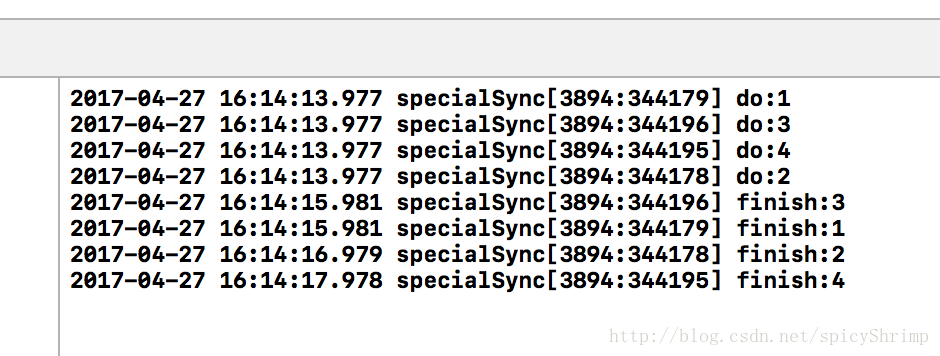 2017-04-27 16:14:13.977 specialSync[3894:344179] do:1
2017-04-27 16:14:13.977 specialSync[3894:344196] do:3
2017-04-27 16:14:13.977 specialSync[3894:344195] do:4
2017-04-27 16:14:13.977 specialSync[3894:344178] do:2
2017-04-27 16:14:15.981 specialSync[3894:344196] finish:3
2017-04-27 16:14:15.981 specialSync[3894:344179] finish:1
2017-04-27 16:14:16.979 specialSync[3894:344178] finish:2
2017-04-27 16:14:17.978 specialSync[3894:344195] finish:4
http://blog.csdn.net/spicyShrimp